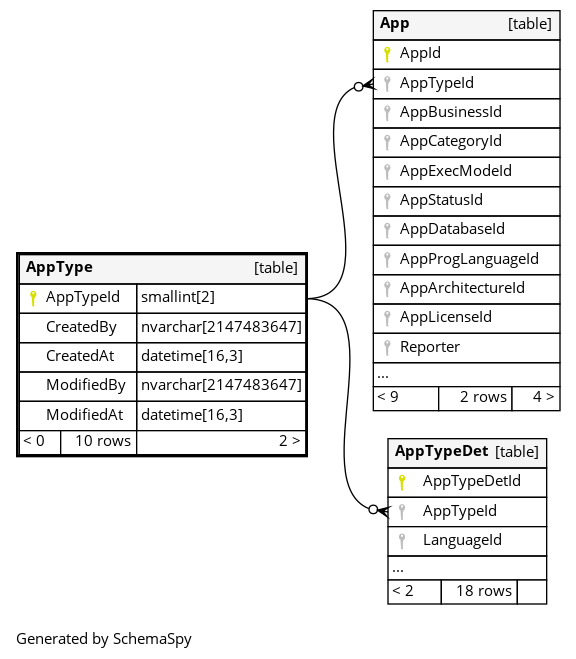 App [table]
AppId
AppTypeId
AppBusinessId
AppCategoryId
AppExecModeId
AppStatusId
AppDatabaseId
AppProgLanguageId
AppArchitectureId
AppLicenseId
Reporter
...
< 9 2 rows 4 >
AppType [table]
AppTypeId smallint[2]
CreatedBy nvarchar[2147483647]
CreatedAt datetime[16,3]
ModifiedBy nvarchar[2147483647]
ModifiedAt datetime[16,3]
< 0 10 rows 2 >
AppTypeDet [table]
AppTypeDetId
AppTypeId
LanguageId
...
< 2 18 rows
Generated by SchemaSpy